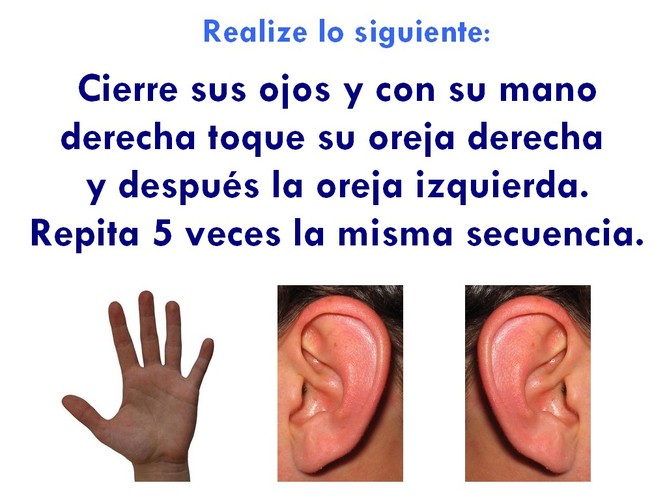 Realize lo siguiente:
Cierre sus ojos y con su mano
derecha toque su oreja derecha
y después la oreja izquierda.
Repita 5 veces la misma secuencia.